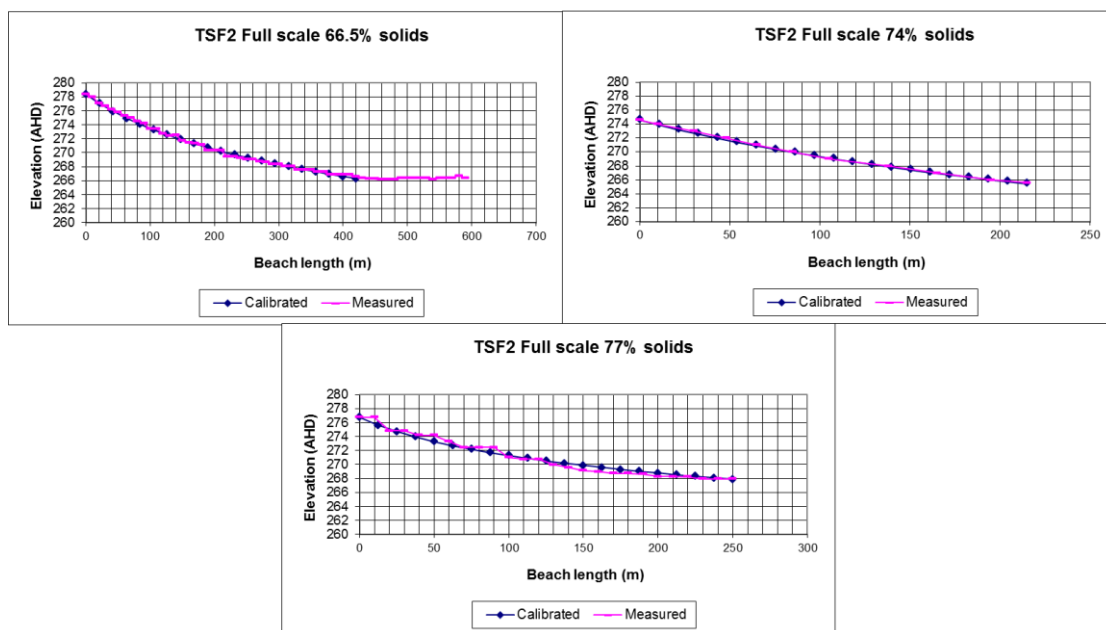 TSF2 Full scale 66.5% solids
Elevation (AHD)
280
278
276
274
272
270
268
266
264
262
260
0 100 200 300 400 500 600 700
Beach length (m)
Calibrated Measured
TSF2 Full scale 74% solids
Elevation (AHD)
280
278
276
274
272
270
268
266
264
262
260
0 50 100 150 200 250
Beach length (m)
Calibrated Measured
TSF2 Full scale 77% solids
Elevation (AHD)
280
278
276
274
272
270
268
266
264
262
260
0 50 100 150 200 250 300
Beach length (m)
Calibrated Measured